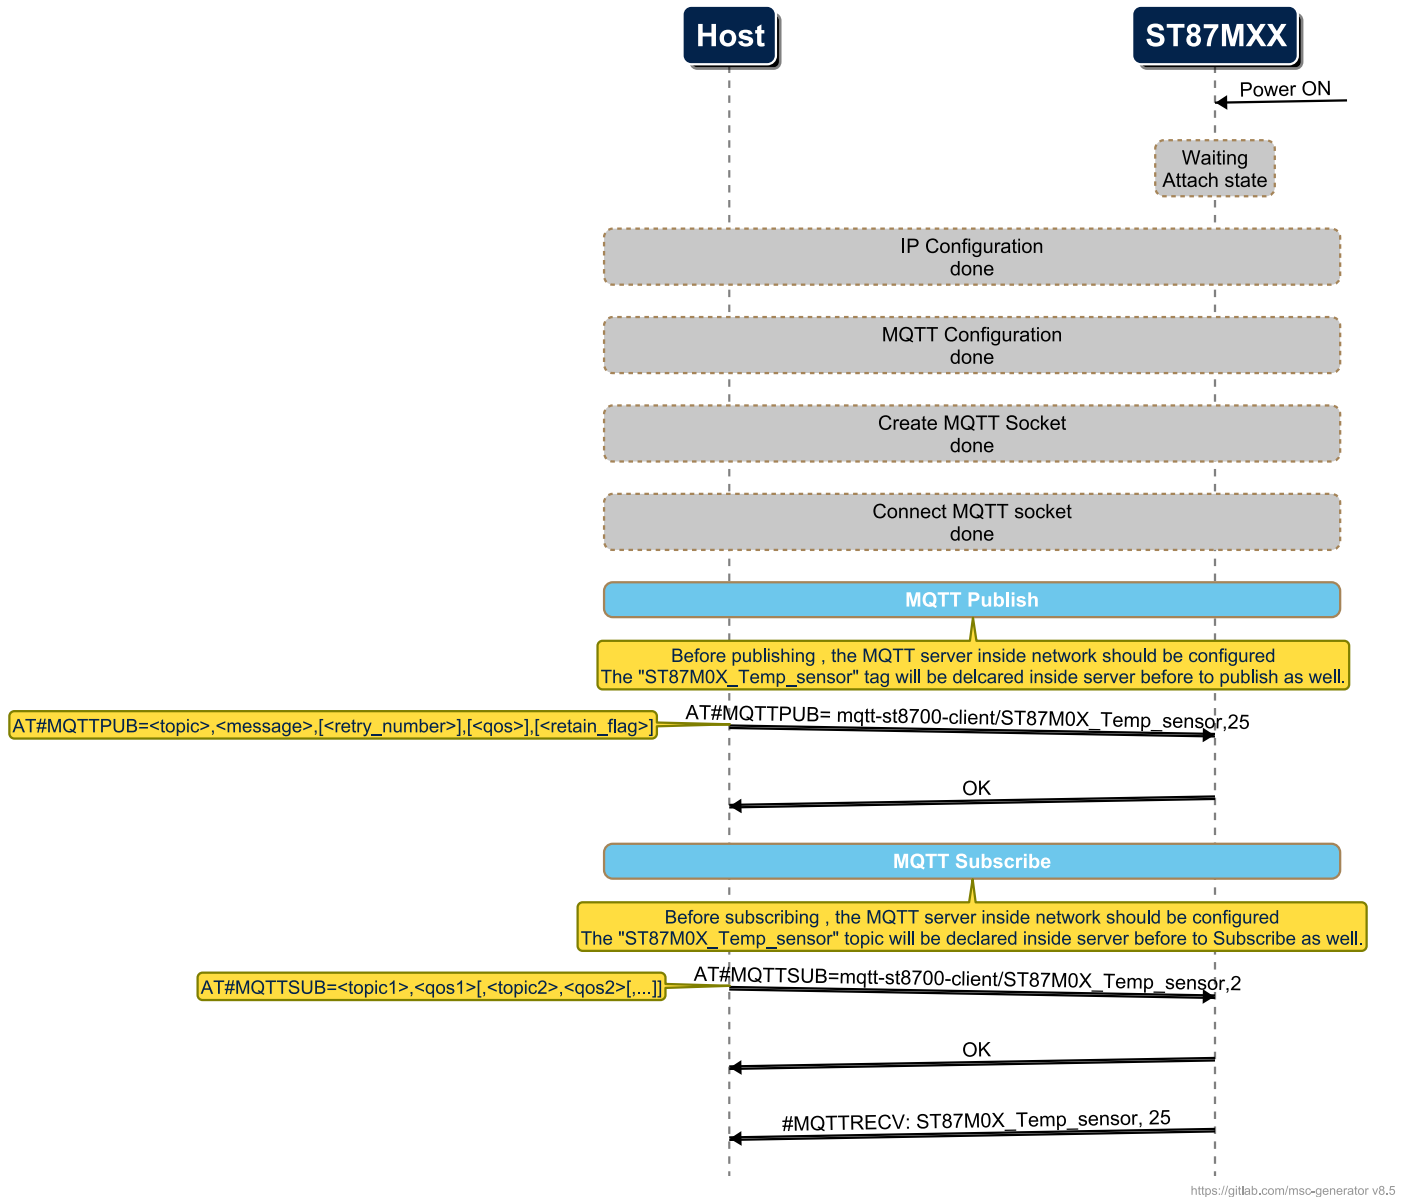 Host
ST87MXX
Power ON
Waiting
Attach state
IP Configuration
done
MQTT Configuration
done
Create MQTT Socket
done
Connect MQTT socket
done
MQTT Publish
Before publishing , the MQTT server inside network should be configured
The "ST87M0X_Temp_sensor" tag will be delcared inside server before to publish as well.
AT#MQTTPUB=<topic>,<message>,[<retry_number>],[<qos>],[<retain_flag>]
AT#MQTTPUB= mqtt-st8700-client/ST87M0X_Temp_sensor,25
OK
MQTT Subscribe
Before subscribing , the MQTT server inside network should be configured
The "ST87M0X_Temp_sensor" topic will be declared inside server before to Subscribe as well.
AT#MQTTSUB=<topic1>,<qos1>[,<topic2>,<qos2>[,...]]
AT#MQTTSUB=mqtt-st8700-client/ST87M0X_Temp_sensor,2
OK
#MQTTRECV: ST87M0X_Temp_sensor, 25
https://gitlab.com/msc-generator v8.5